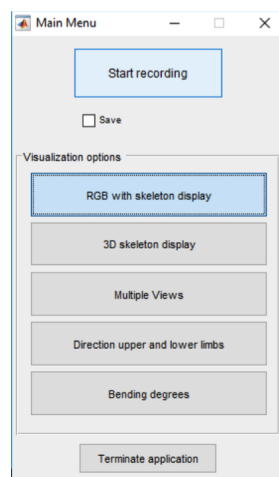 Main Menu
Start recording
Save
Visualization options
RGB with skeleton display
3D skeleton display
Multiple Views
Direction upper and lower limbs
Bending degrees
Terminate application